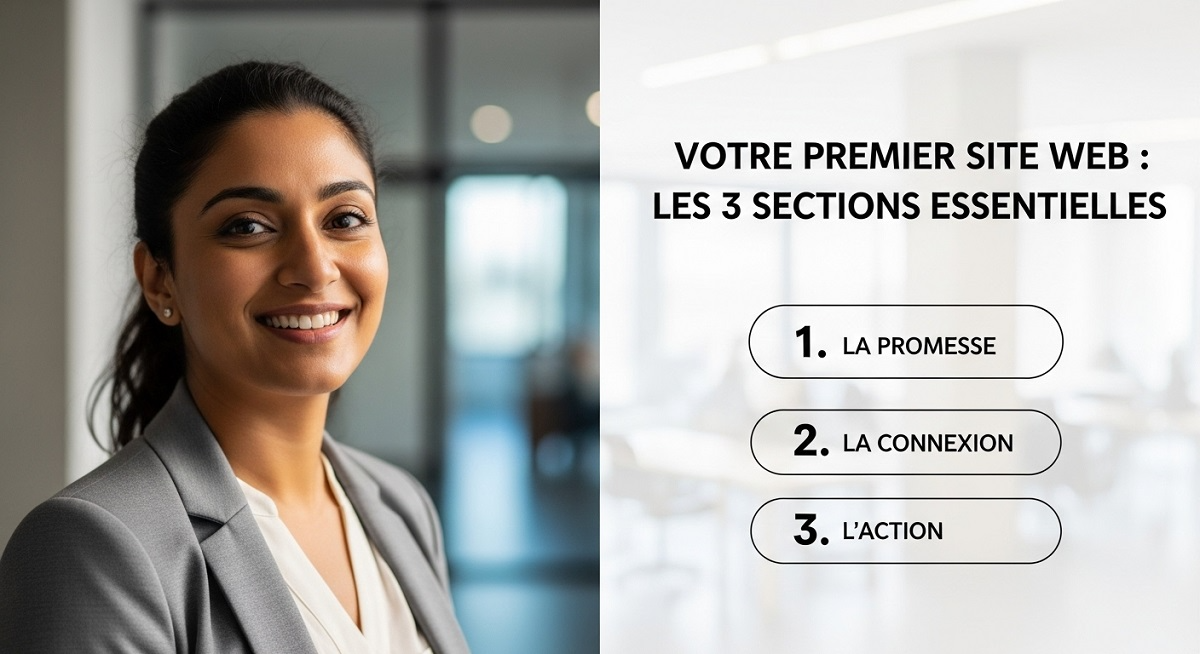 VOTRE PREMIER SITE WEB :
LES 3 SECTIONS ESSENTIELLES
1. LA PROMESSE
2. LA CONNEXION
3. L'ACTION